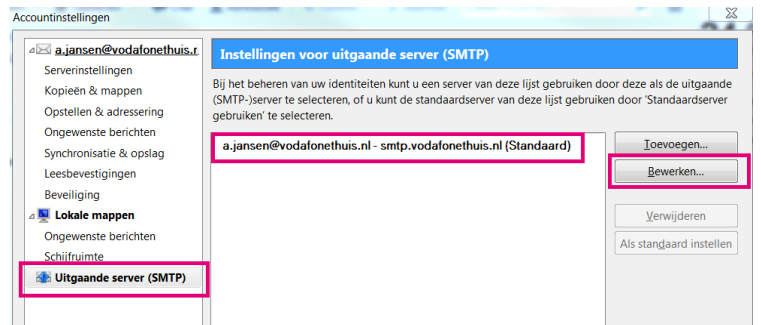 Accountinstellingen
a.jansen@vodafonethuis.r
Serverinstellingen
Kopieën & mappen
Opstellen & adressering
Ongewenste berichten
Synchronisatie & opslag
Leesbevestigingen
Beveiliging
Lokale mappen
Ongewenste berichten
Schijfruimte
Uitgaande server (SMTP)
Instellingen voor uitgaande server (SMTP)
Bij het beheren van uw identiteiten kunt u een server van deze lijst gebruiken door deze als de uitgaande
(SMTP-)server te selecteren, of u kunt de standaardserver van deze lijst gebruiken door 'Standaardserver
gebruiken' te selecteren.
a.jansen@vodafonethuis.nl - smtp.vodafonethuis.nl (Standaard)
Toevoegen...
Bewerken...
Verwijderen
Als standaard instellen